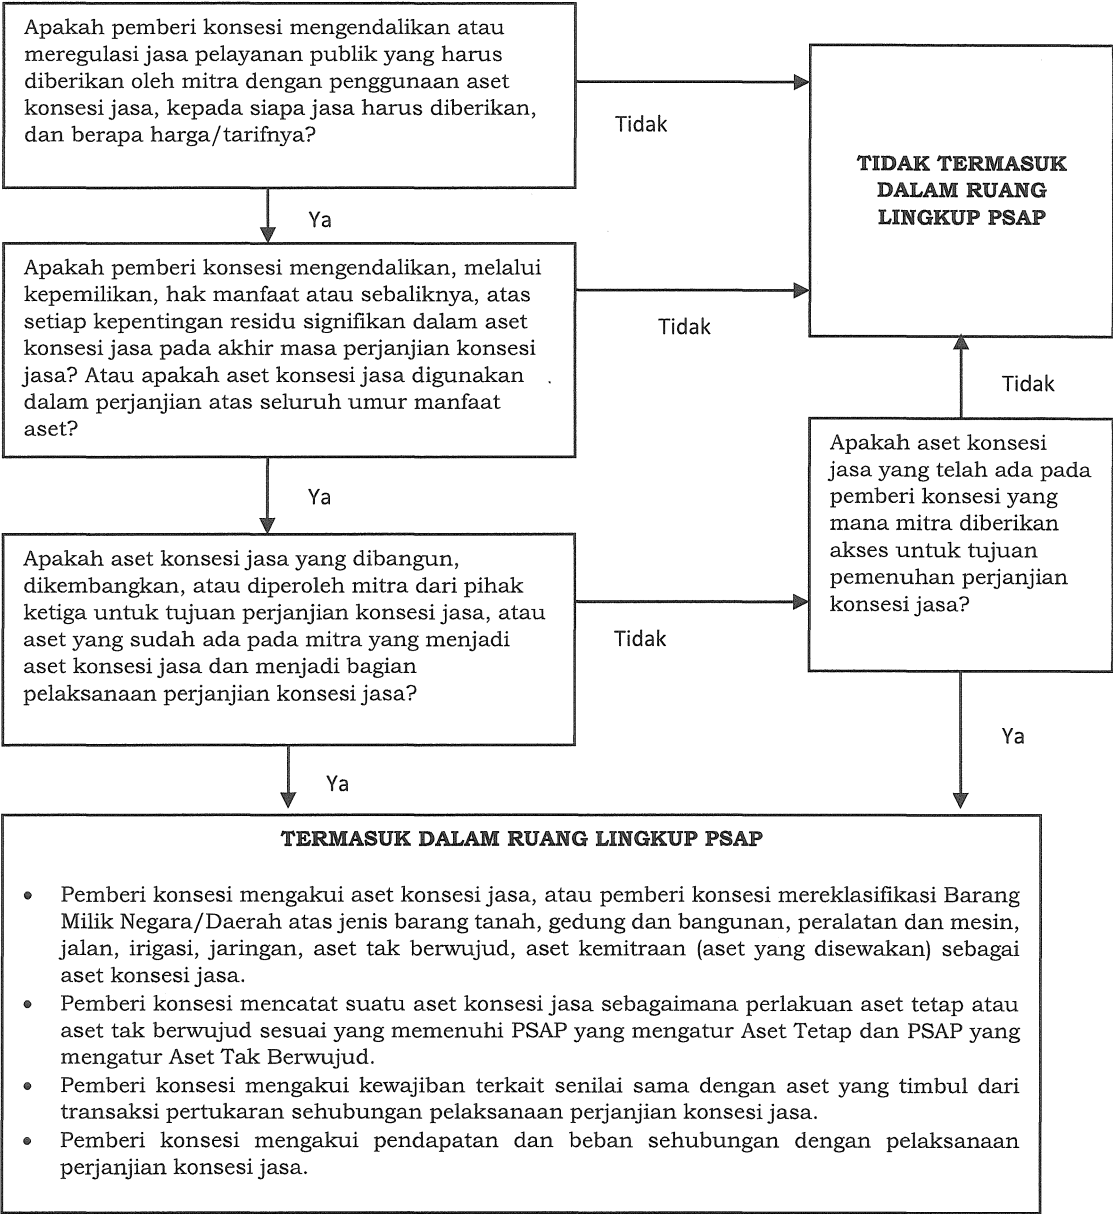 Apakah pemberi konsesi mengendalikan atau
meregulasi jasa pelayanan publik yang harus
diberikan oleh mitra dengan penggunaan aset
konsesi jasa, kepada siapa jasa harus diberikan,
dan berapa harga/tarifnya?
Tidak
TIDAK TERMASUK
DALAM RUANG
LINGKUP PSAP
Ya
Apakah pemberi konsesi mengendalikan, melalui
kepemilikan, hak manfaat atau sebaliknya, atas
setiap kepentingan residu signifikan dalam aset
konsesi jasa pada akhir masa perjanjian konsesi
jasa? Atau apakah aset konsesi jasa digunakan
dalam perjanjian atas seluruh umur manfaat
aset?
Tidak
Tidak
Ya
Apakah aset konsesi
jasa yang telah ada pada
pemberi konsesi yang
mana mitra diberikan
akses untuk tujuan
pemenuhan perjanjian
konsesi jasa?
Apakah aset konsesi jasa yang dibangun,
dikembangkan, atau diperoleh mitra dari pihak
ketiga untuk tujuan perjanjian konsesi jasa, atau
aset yang sudah ada pada mitra yang menjadi
aset konsesi jasa dan menjadi bagian
pelaksanaan perjanjian konsesi jasa?
Tidak
Ya
Ya
TERMASUK DALAM RUANG LINGKUP PSAP
• Pemberi konsesi mengakui aset konsesi jasa, atau pemberi konsesi mereklasifikasi Barang
Milik Negara/Daerah atas jenis barang tanah, gedung dan bangunan, peralatan dan mesin,
jalan, irigasi, jaringan, aset tak berwujud, aset kemitraan (aset yang disewakan) sebagai
aset konsesi jasa.
• Pemberi konsesi mencatat suatu aset konsesi jasa sebagaimana perlakuan aset tetap atau
aset tak berwujud sesuai yang memenuhi PSAP yang mengatur Aset Tetap dan PSAP yang
mengatur Aset Tak Berwujud.
• Pemberi konsesi mengakui kewajiban terkait senilai sama dengan aset yang timbul dari
transaksi pertukaran sehubungan pelaksanaan perjanjian konsesi jasa.
• Pemberi konsesi mengakui pendapatan dan beban sehubungan dengan pelaksanaan
perjanjian konsesi jasa.